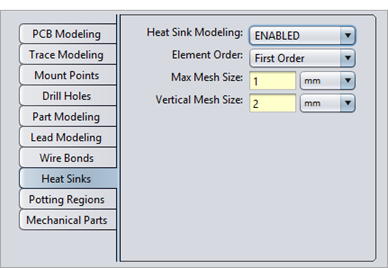 PCB Modeling
Trace Modeling
Mount Points
Drill Holes
Part Modeling
Lead Modeling
Wire Bonds
Heat Sinks
Potting Regions
Mechanical Parts
Heat Sink Modeling: ENABLED
Element Order: First Order
Max Mesh Size: 1 mm
Vertical Mesh Size: 2 mm